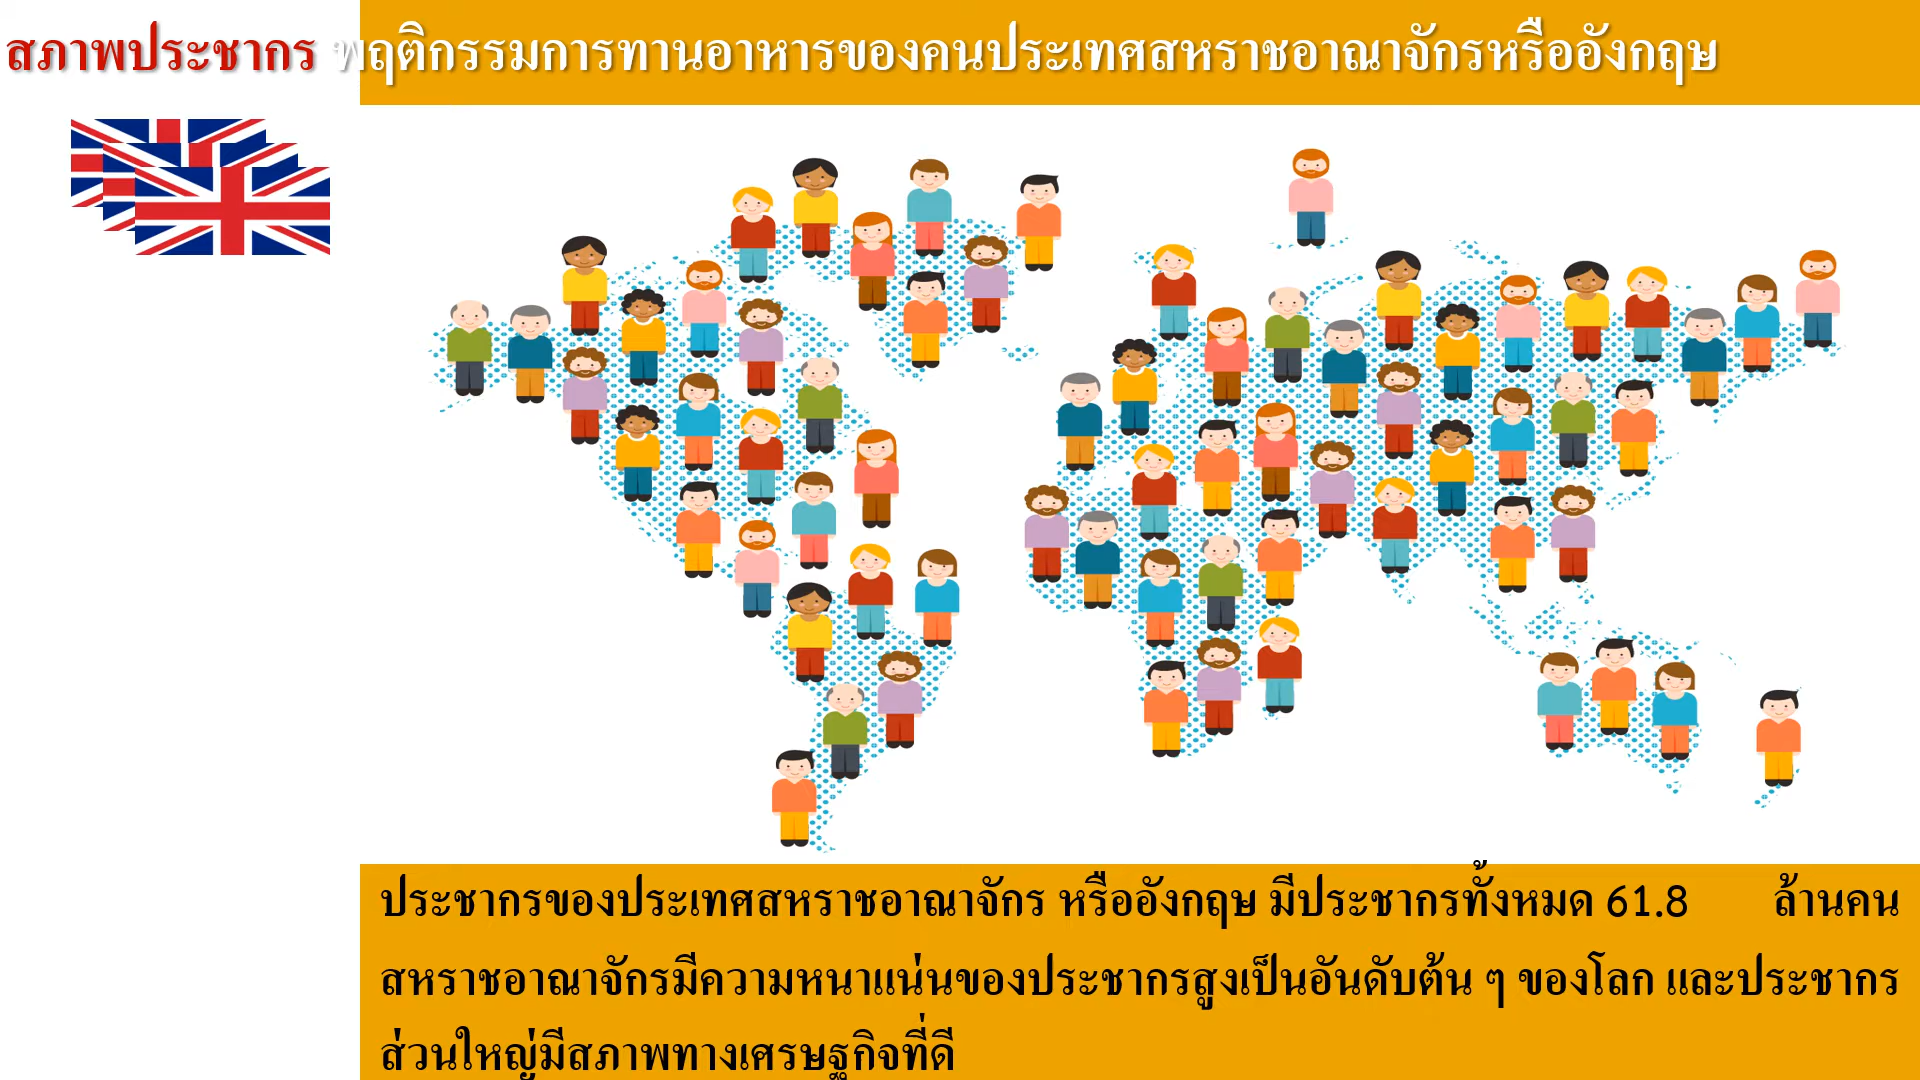 สภาพประชากร พฤติกรรมการทานอาหารของคนประเทศสหราชอาณาจักรหรืออังกฤษ
ประชากรของประเทศสหราชอาณาจักร หรืออังกฤษ มีประชากรทั้งหมด 61.8 ล้านคน
สหราชอาณาจักรมีความหนาแน่นของประชากรสูงเป็นอันดับต้น ๆ ของโลก และประชากร
ส่วนใหญ่มีสภาพทางเศรษฐกิจที่ดี